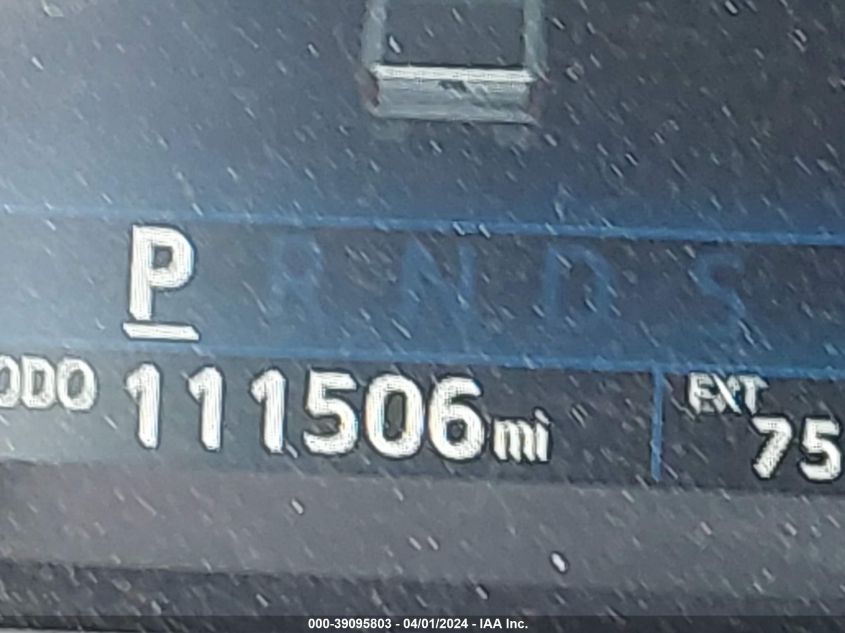 P R N D S
ODO 111506mi EXT
75
000-39095803 - 04/01/2024 - IAA Inc.